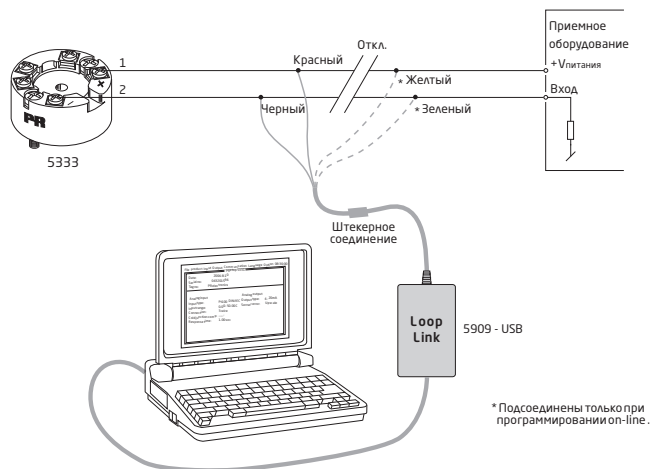 Приемное
оборудование
+Vпитания
Вход
Откл.
1
Красный
* Желтый
2
Черный
* Зеленый
PR
5333
Штекерное
соединение
Loop
Link
5909 - USB
* Подсоединены только при
программировании on-line.